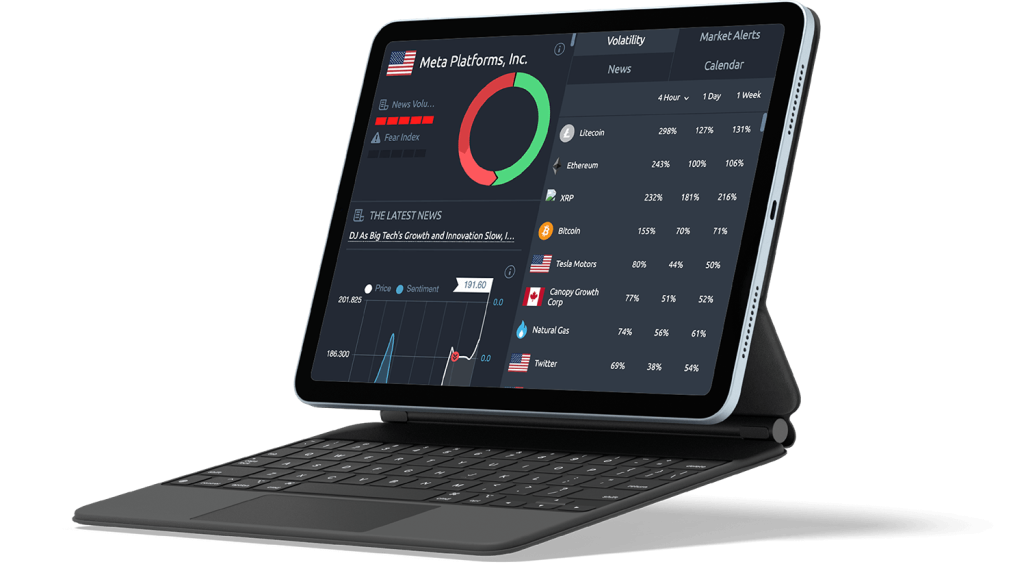 Meta Platforms, Inc.
News Volu...
Fear Index
THE LATEST NEWS
DJ As Big Tech's Growth and Innovation Slow, I...
Price
Sentiment
191.60
201.825
0.0
186.300
0.0
Volatility
Market Alerts
News
Calendar
4 Hour 1 Day 1 Week
Litecoin 298% 127% 131%
Ethereum 243% 100% 106%
XRP 232% 181% 216%
Bitcoin 155% 70% 71%
Tesla Motors 80% 44% 50%
Canopy Growth
Corp 77% 51% 52%
Natural Gas 74% 56% 61%
Twitter 69% 38% 54%